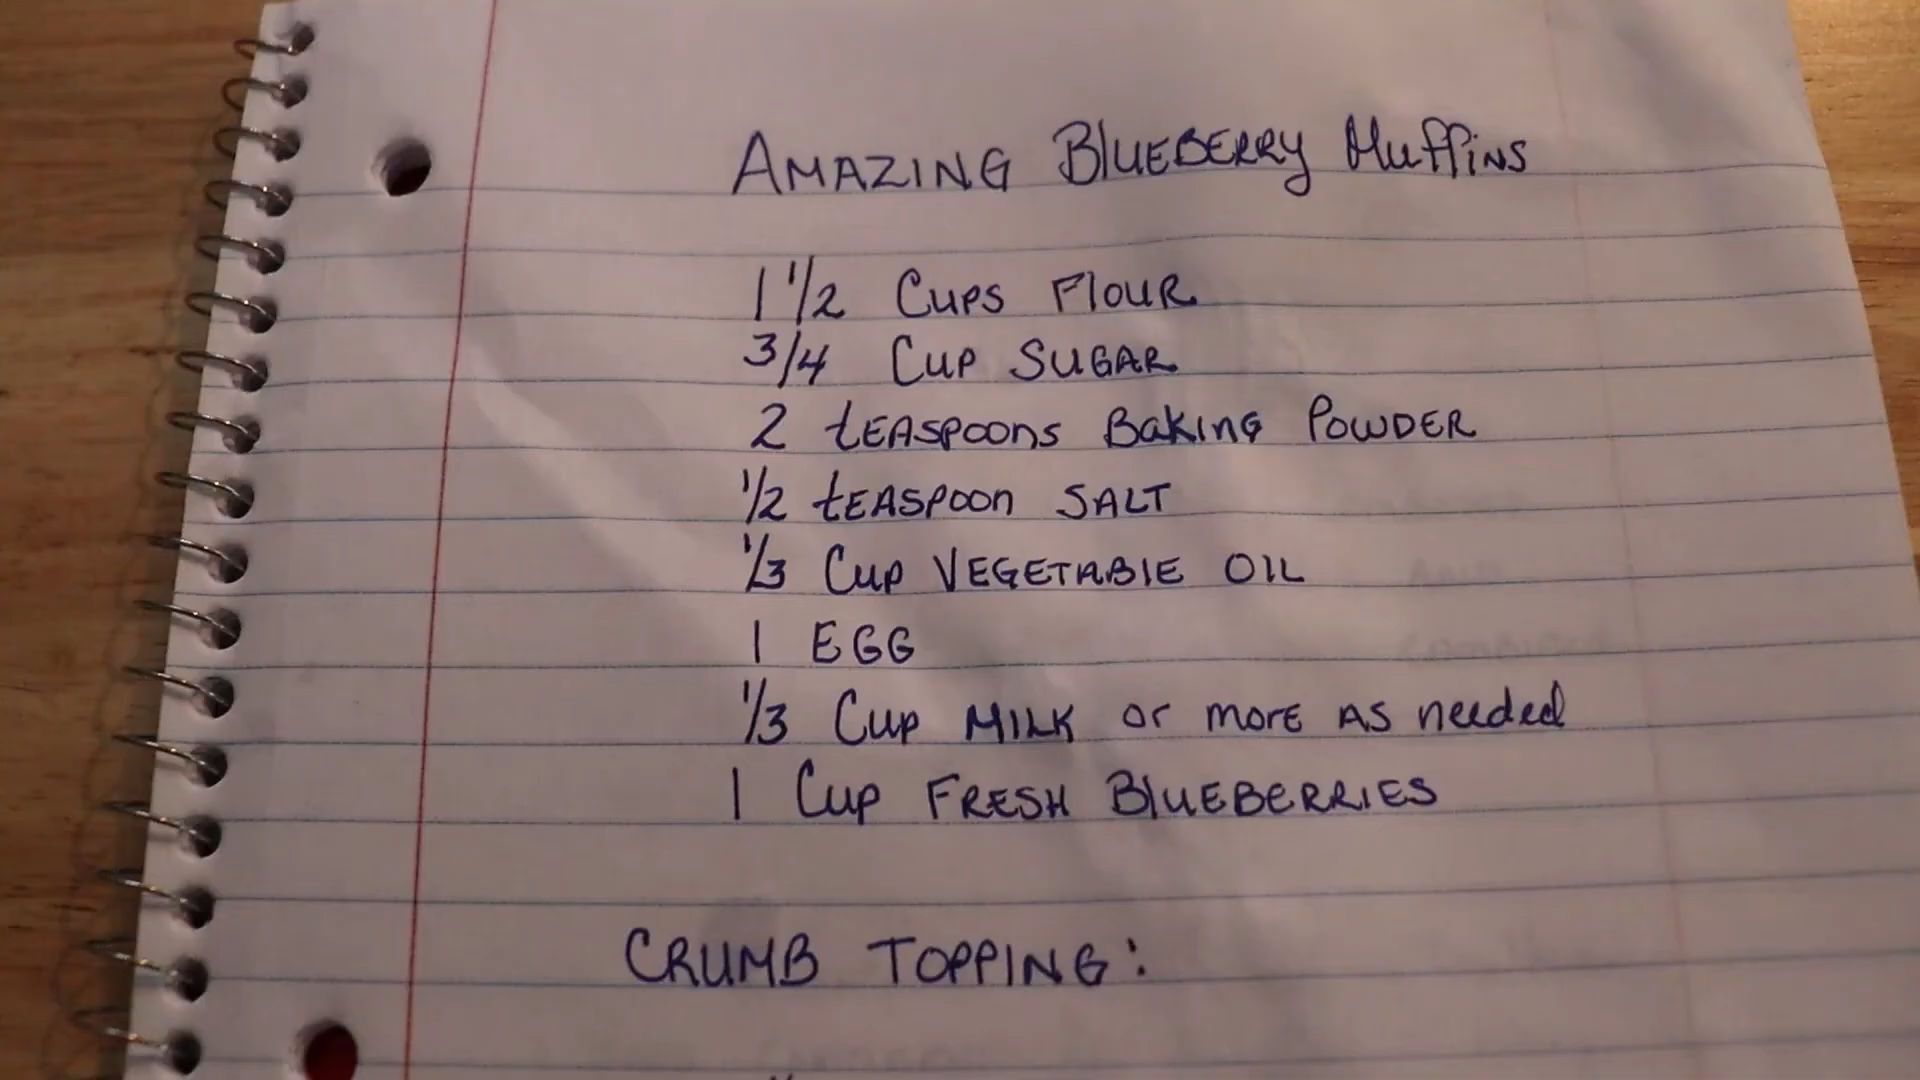 AMAZING BLUEBERRY Muffins
1 1/2 Cups Flour
3/4 Cup SUGAR
2 tEASpoons Baking POWDER
1/2 tEASpoon SALT
1/3 Cup VEGETABlE OIL
1 EGG
1/3 Cup MILK or morE AS needed
1 Cup FRESH BlUEBERRIES
CRUMB TOPPING: